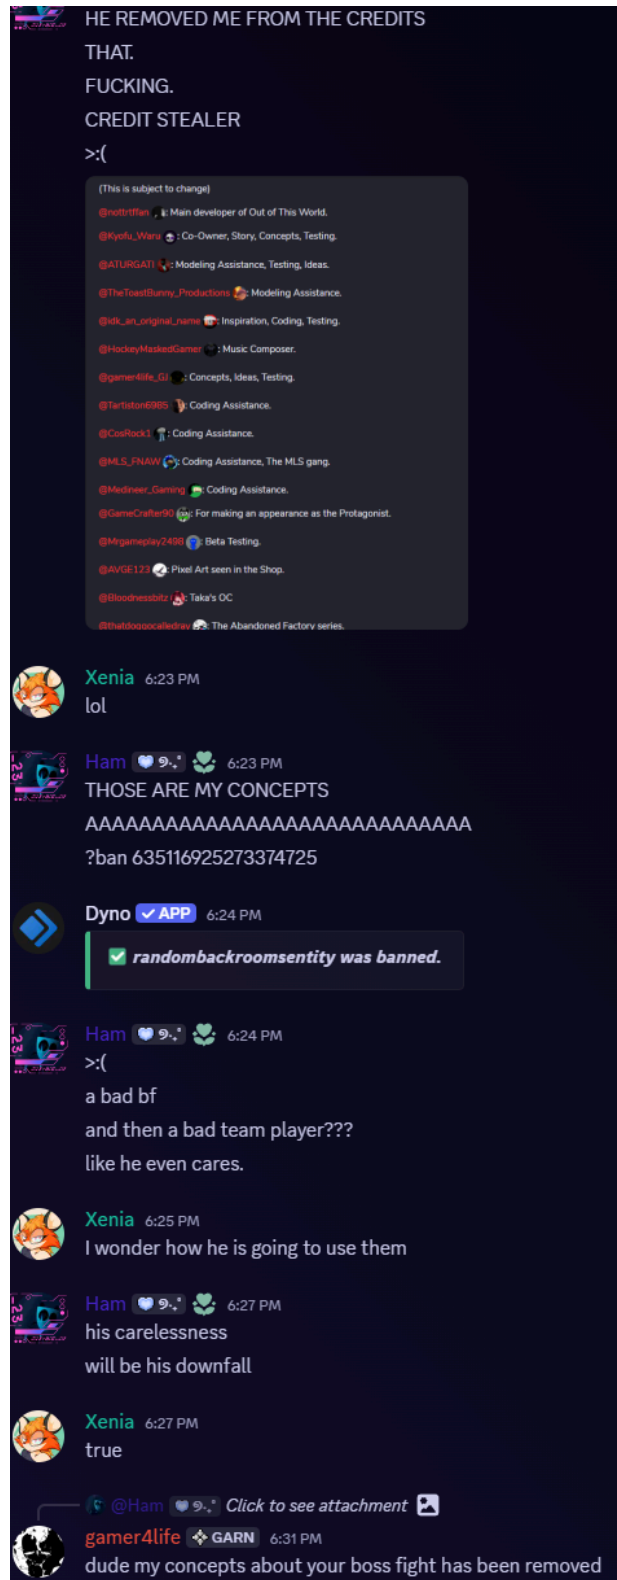 HE REMOVED ME FROM THE CREDITS
THAT.
FUCKING.
CREDIT STEALER
>:(
(This is subject to change)
@nottrtffan : Main developer of Out of This World.
@Kyofu_Waru : Co-Owner, Story, Concepts, Testing.
@ATURGATI : Modeling Assistance, Testing, Ideas.
@TheToastBunny_Productions : Modeling Assistance.
@idk_an_original_name : Inspiration, Coding, Testing.
@HockeyMaskedGamer : Music Composer.
@gamer4life_GJ : Concepts, Ideas, Testing.
@Tartiston6985 : Coding Assistance.
@CosRock1 : Coding Assistance.
@MLS_FNAW : Coding Assistance, The MLS gang.
@Medineer_Gaming : Coding Assistance.
@GameCrafter90 : For making an appearance as the Protagonist.
@Mrgameplay2498 : Beta Testing.
@AVGE123 : Pixel Art seen in the Shop.
@Bloodnessbitz : Taka's OC
@thatdoggocalledray : The Abandoned Factory series.
Xenia 6:23 PM
lol
Ham 6:23 PM
THOSE ARE MY CONCEPTS
AAAAAAAAAAAAAAAAAAAAAAAAAAAAA
?ban 635116925273374725
Dyno ✓ APP 6:24 PM
✅ randombackroomsentity was banned.
Ham 6:24 PM
>:(
a bad bf
and then a bad team player???
like he even cares.
Xenia 6:25 PM
I wonder how he is going to use them
Ham 6:27 PM
his carelessness
will be his downfall
Xenia 6:27 PM
true
@Ham Click to see attachment
gamer4life GARN 6:31 PM
dude my concepts about your boss fight has been removed